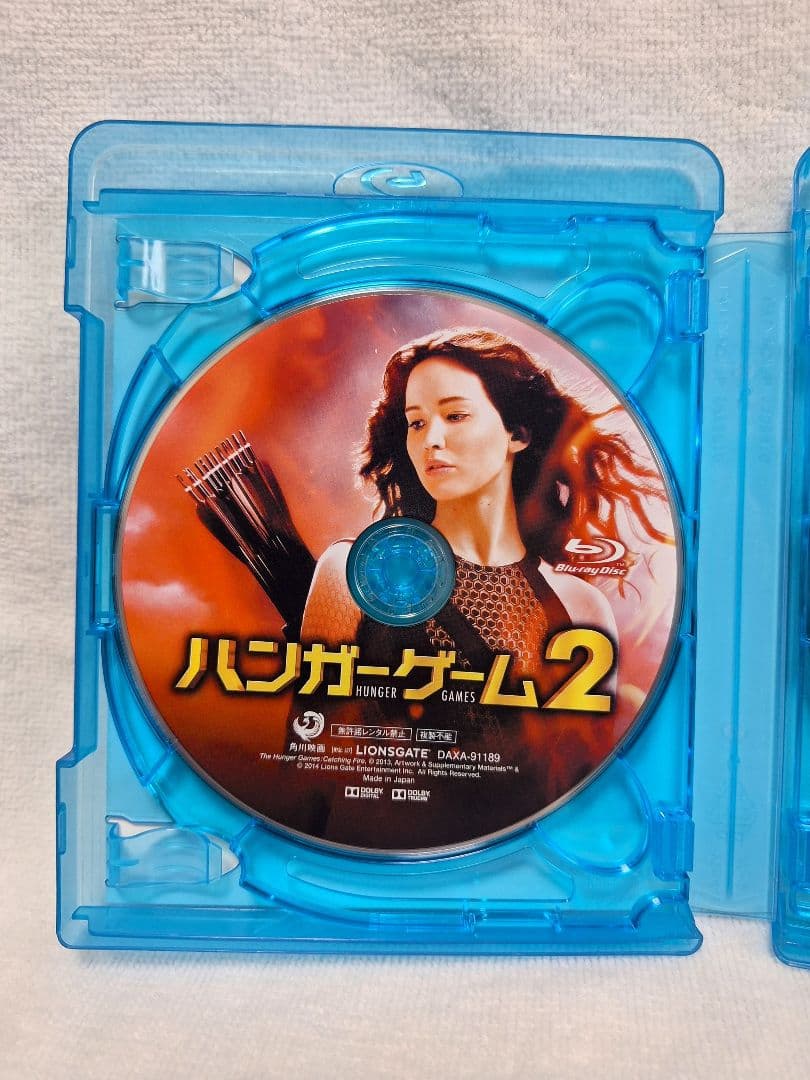 Blu-ray Disc™
ハンガー・ゲーム2
HUNGER GAMES
無許諾レンタル禁止 複製不能
角川映画 LIONSGATE DAXA-91189
The Hunger Games: Catching Fire, © 2013, Artwork & Supplementary Materials™ &
© 2014 Lions Gate Entertainment Inc. All Rights Reserved.
Made in Japan
DOLBY DIGITAL DOLBY TRUEHD